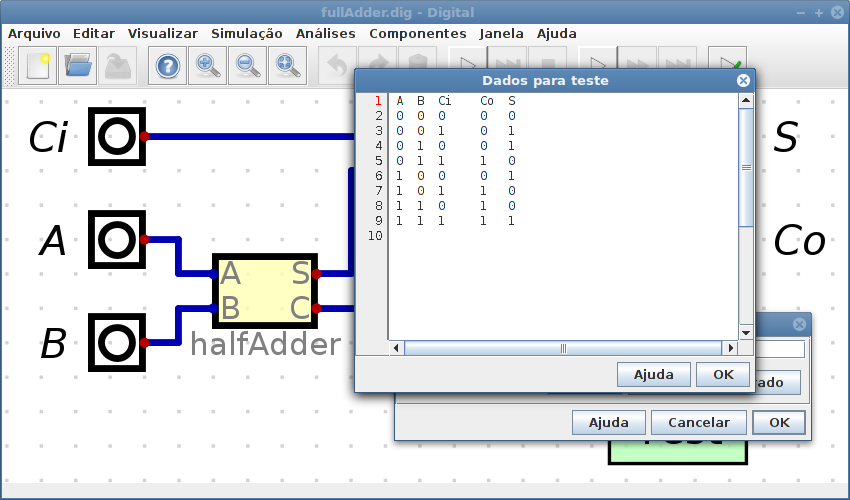 fullAdder.dig - Digital
Arquivo Editar Visualizar Simulação Análises Componentes Janela Ajuda
Dados para teste
1 A B Ci Co S
2 0 0 0 0 0
3 0 0 1 0 1
4 0 1 0 0 1
5 0 1 1 1 0
6 1 0 0 0 1
7 1 0 1 1 0
8 1 1 0 1 0
9 1 1 1 1 1
10
Ajuda OK
Ci
A
B
A S
B C
halfAdder
S
Co
Ajuda Cancelar OK